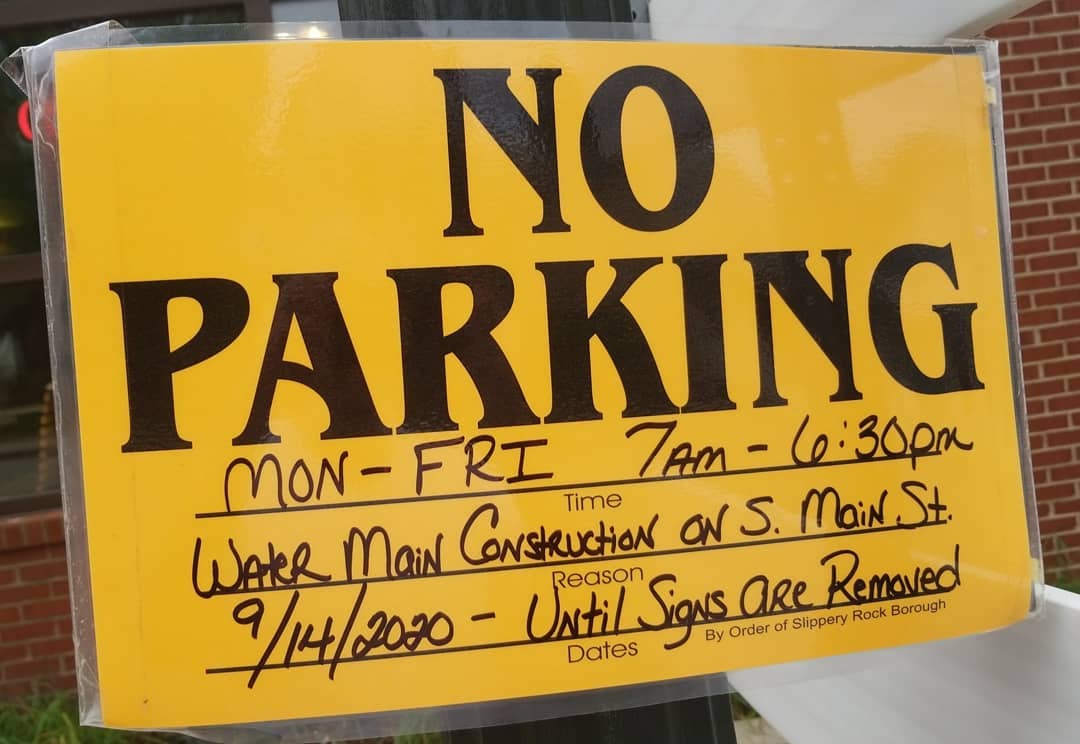 NO
PARKING
MON - FRI 7AM - 6:30pm
Time
WATER MAIN CONSTRUCTION ON S. MAIN St.
Reason
9/14/2020 - UNTIL SIGNS ARE REMOVED
Dates
By Order of Slippery Rock Borough